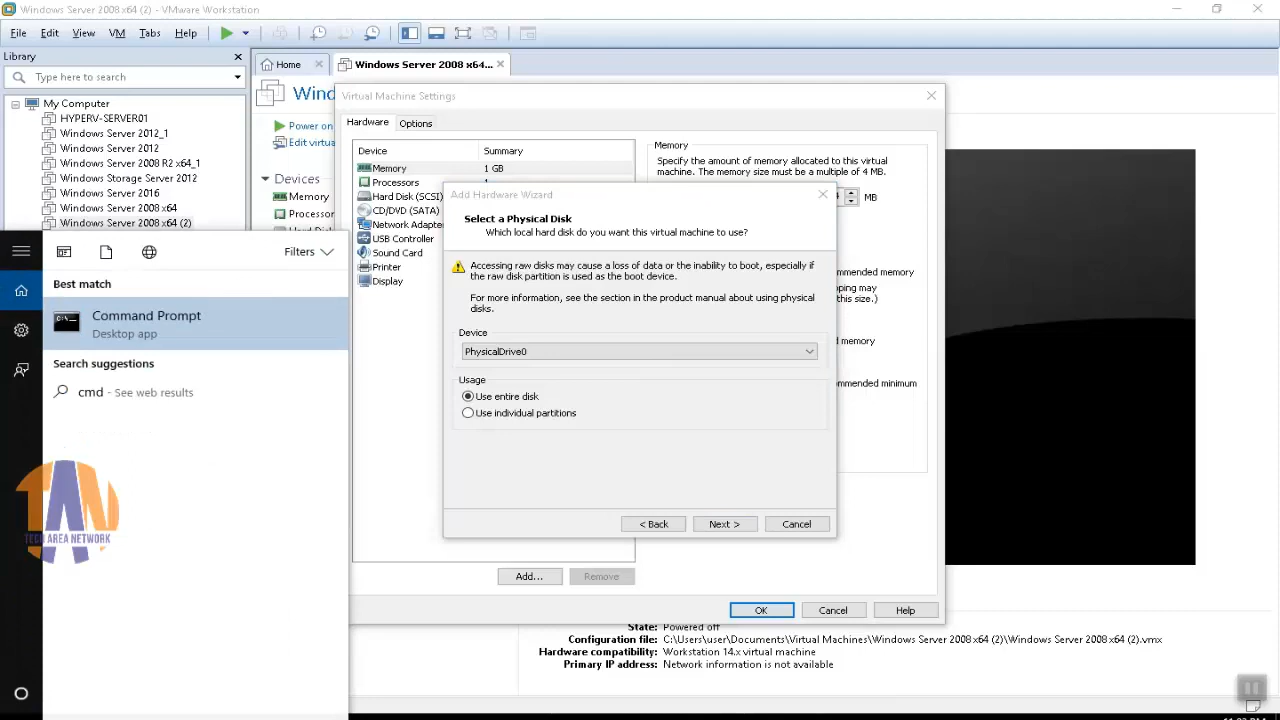 Windows Server 2008 x64 (2) - VMware Workstation
File Edit View VM Tabs Help
Library
Type here to search
My Computer
HYPERV-SERVER01
Windows Server 2012_1
Windows Server 2012
Windows Server 2008 R2 x64_1
Windows Storage Server 2012
Windows Server 2016
Windows Server 2008 x64
Windows Server 2008 x64 (2)
Home
Windows Server 2008 x64...
Wind
Power on
Edit virtua
Devices
Memory
Processor
Virtual Machine Settings
Hardware Options
Device Summary
Memory 1 GB
Processors
Hard Disk (SCSI)
CD/DVD (SATA)
Network Adapte
USB Controller
Sound Card
Printer
Display
Memory
Specify the amount of memory allocated to this virtual
machine. The memory size must be a multiple of 4 MB.
MB
ommended memory
pping may
this size.)
d memory
ommended minimum
Add Hardware Wizard
Select a Physical Disk
Which local hard disk do you want this virtual machine to use?
Accessing raw disks may cause a loss of data or the inability to boot, especially if
the raw disk partition is used as the boot device.
For more information, see the section in the product manual about using physical
disks.
Device
PhysicalDrive0
Usage
Use entire disk
Use individual partitions
< Back Next > Cancel
Add... Remove
OK Cancel Help
Filters
Best match
Command Prompt
Desktop app
Search suggestions
cmd - See web results
TAN
TECH AREA NETWORK
State: Powered off
Configuration file: C:\Users\user\Documents\Virtual Machines\Windows Server 2008 x64 (2)\Windows Server 2008 x64 (2).vmx
Hardware compatibility: Workstation 14.x virtual machine
Primary IP address: Network information is not available